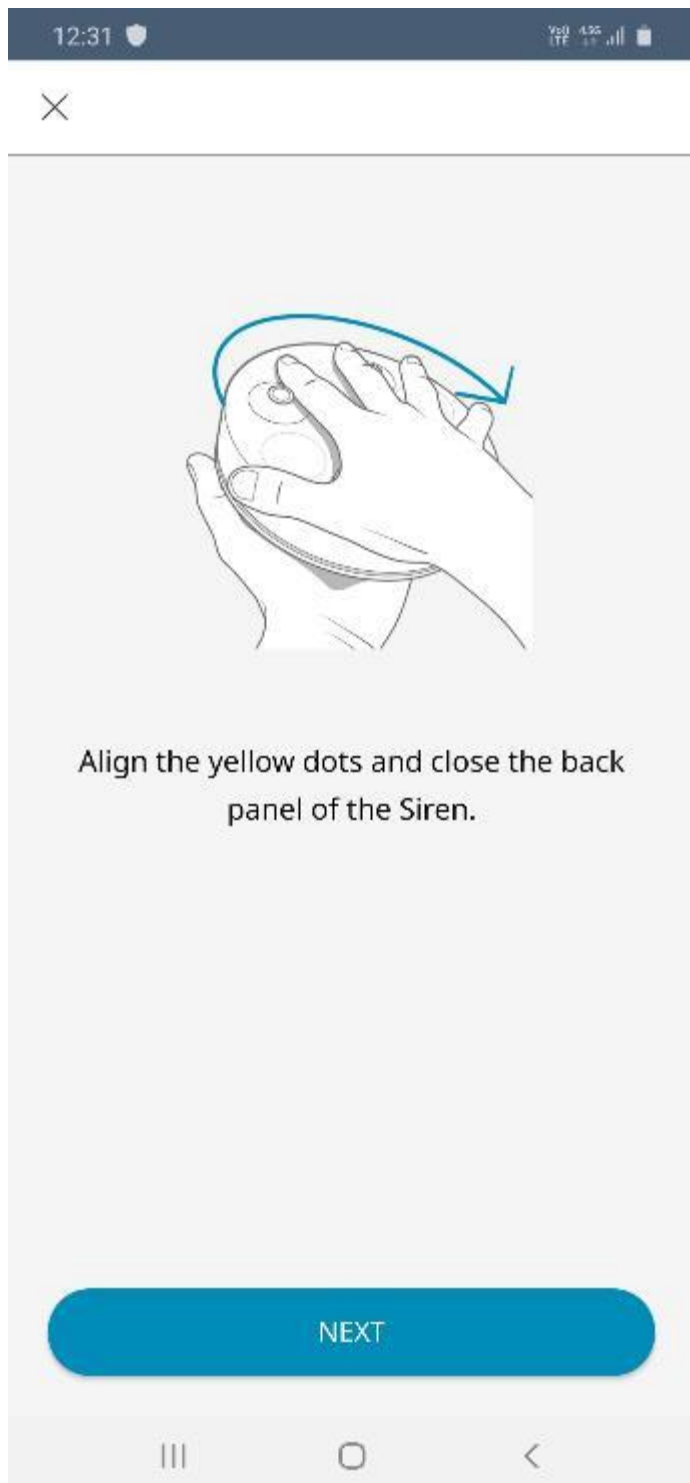 12:31
Align the yellow dots and close the back
panel of the Siren.
NEXT